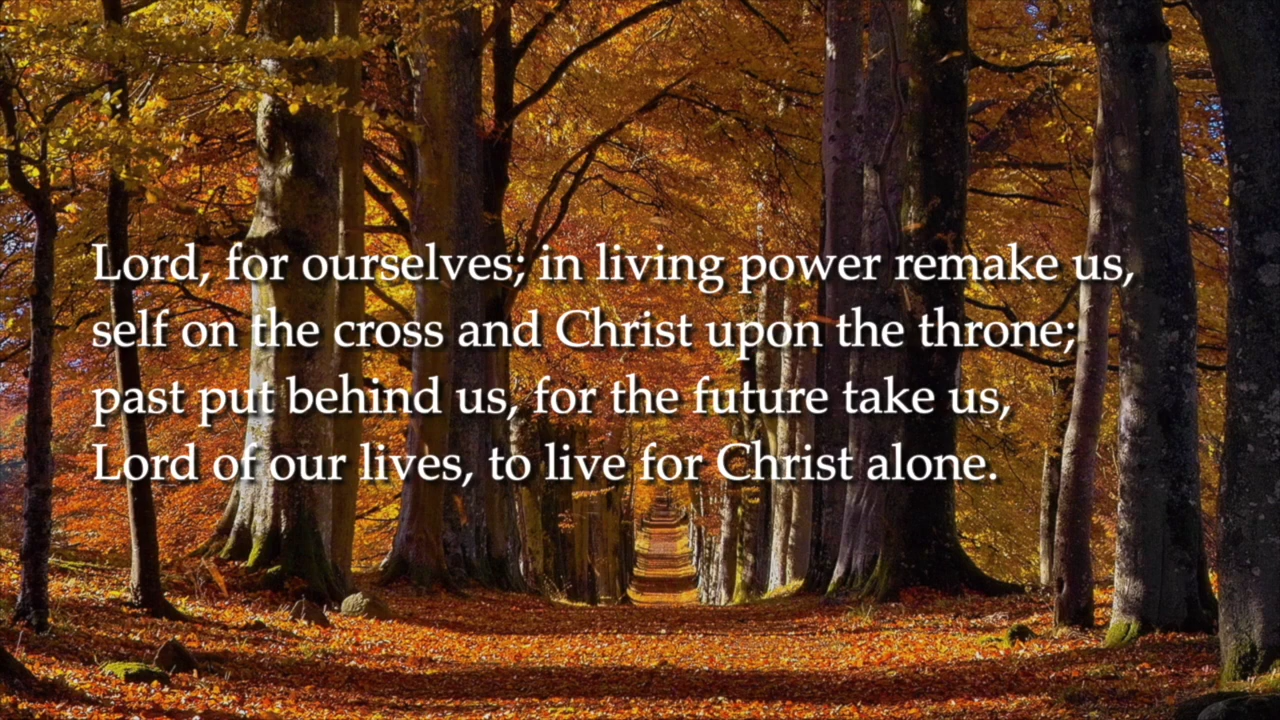 Lord, for ourselves; in living power remake us,
self on the cross and Christ upon the throne;
past put behind us, for the future take us,
Lord of our lives, to live for Christ alone.